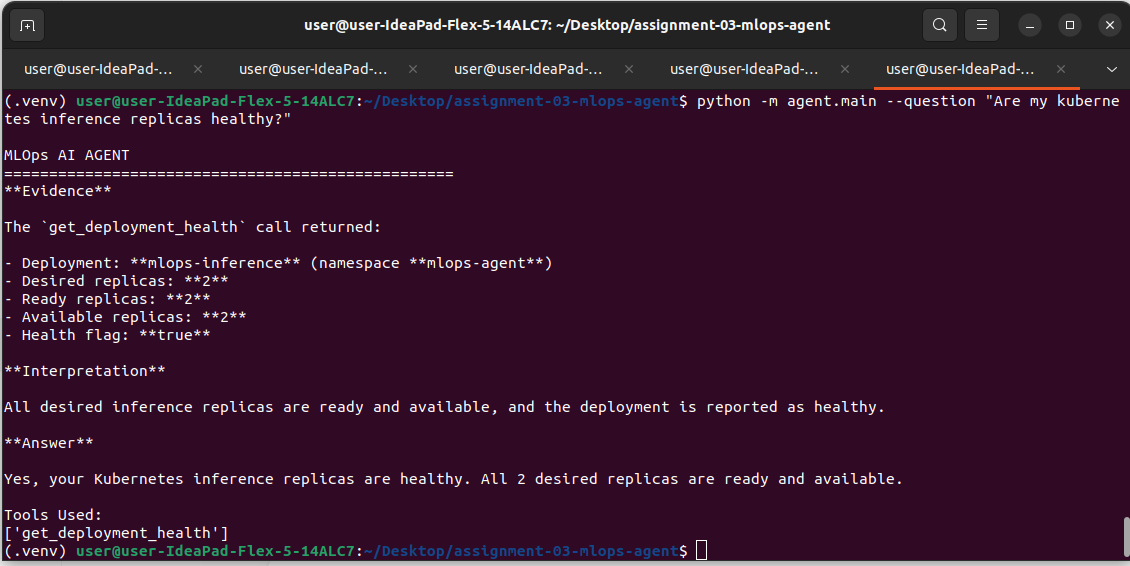 user@user-IdeaPad-Flex-5-14ALC7: ~/Desktop/assignment-03-mlops-agent
user@user-IdeaPad-... user@user-IdeaPad-... user@user-IdeaPad-... user@user-IdeaPad-... user@user-IdeaPad-...
(.venv) user@user-IdeaPad-Flex-5-14ALC7:~/Desktop/assignment-03-mlops-agent$ python -m agent.main --question "Are my kuberne
tes inference replicas healthy?"
MLOps AI AGENT
==================================================
**Evidence**
The `get_deployment_health` call returned:
- Deployment: **mlops-inference** (namespace **mlops-agent**)
- Desired replicas: **2**
- Ready replicas: **2**
- Available replicas: **2**
- Health flag: **true**
**Interpretation**
All desired inference replicas are ready and available, and the deployment is reported as healthy.
**Answer**
Yes, your Kubernetes inference replicas are healthy. All 2 desired replicas are ready and available.
Tools Used:
['get_deployment_health']
(.venv) user@user-IdeaPad-Flex-5-14ALC7:~/Desktop/assignment-03-mlops-agent$